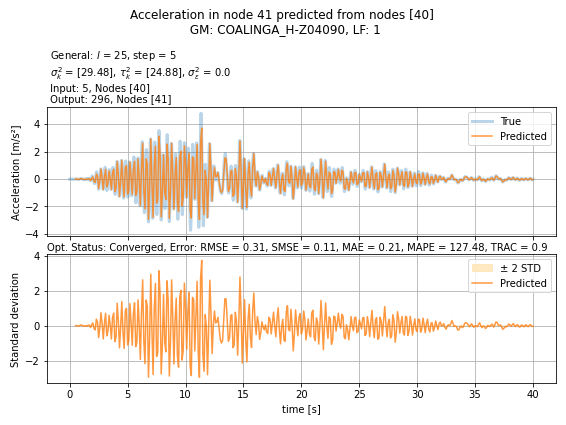 Acceleration in node 41 predicted from nodes [40]
GM: COALINGA_H-Z04090, LF: 1
General: l = 25, step = 5
σ²ₖ = [29.48], τ²ₖ = [24.88], σ²_ε = 0.0
Input: 5, Nodes [40]
Output: 296, Nodes [41]
True
Predicted
Acceleration [m/s²]
4
2
0
−2
−4
Opt. Status: Converged, Error: RMSE = 0.31, SMSE = 0.11, MAE = 0.21, MAPE = 127.48, TRAC = 0.9
± 2 STD
Predicted
Standard deviation
4
2
0
−2
0 5 10 15 20 25 30 35 40
time [s]